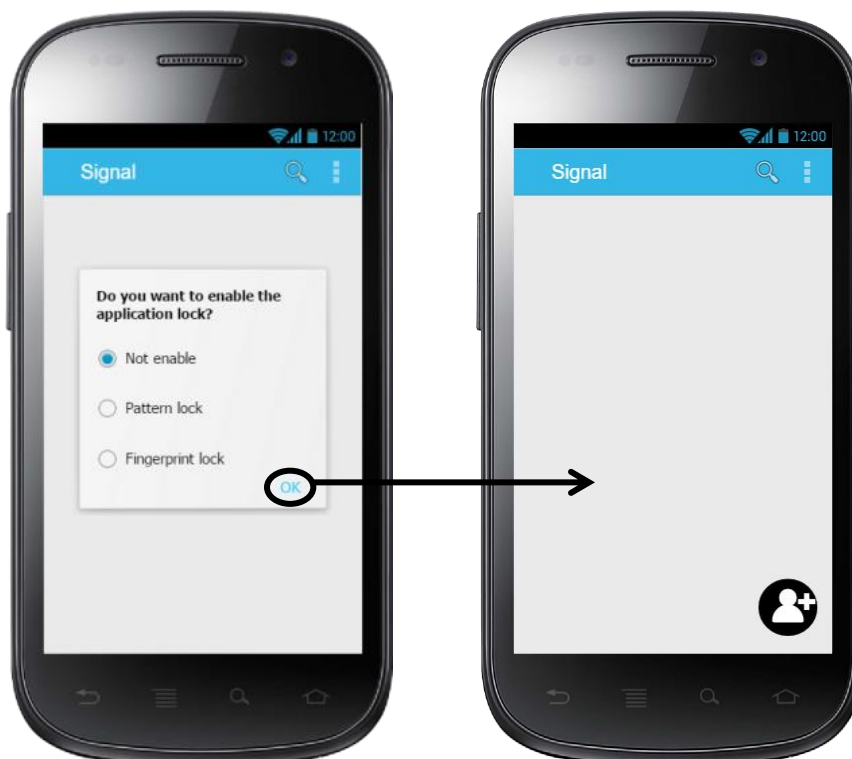 12:00
Signal
Do you want to enable the
application lock?
Not enable
Pattern lock
Fingerprint lock
OK
12:00
Signal